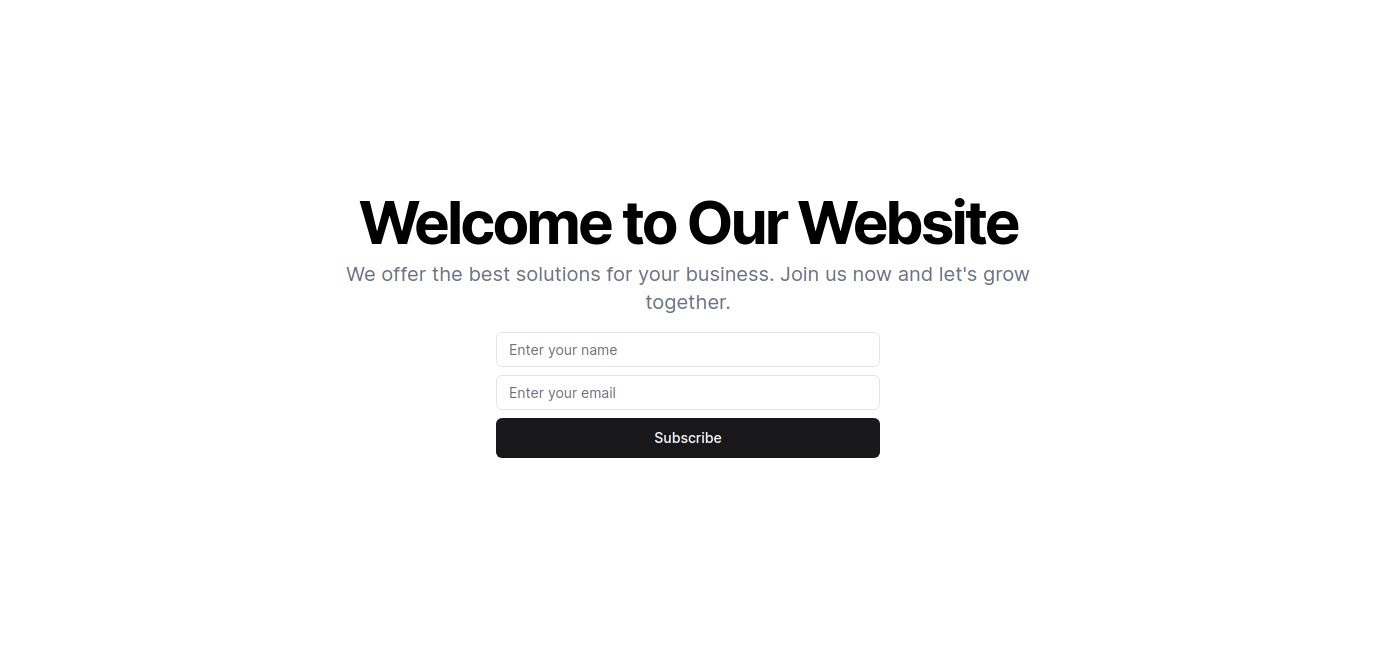 Welcome to Our Website
We offer the best solutions for your business. Join us now and let's grow
together.
Enter your name
Enter your email
Subscribe